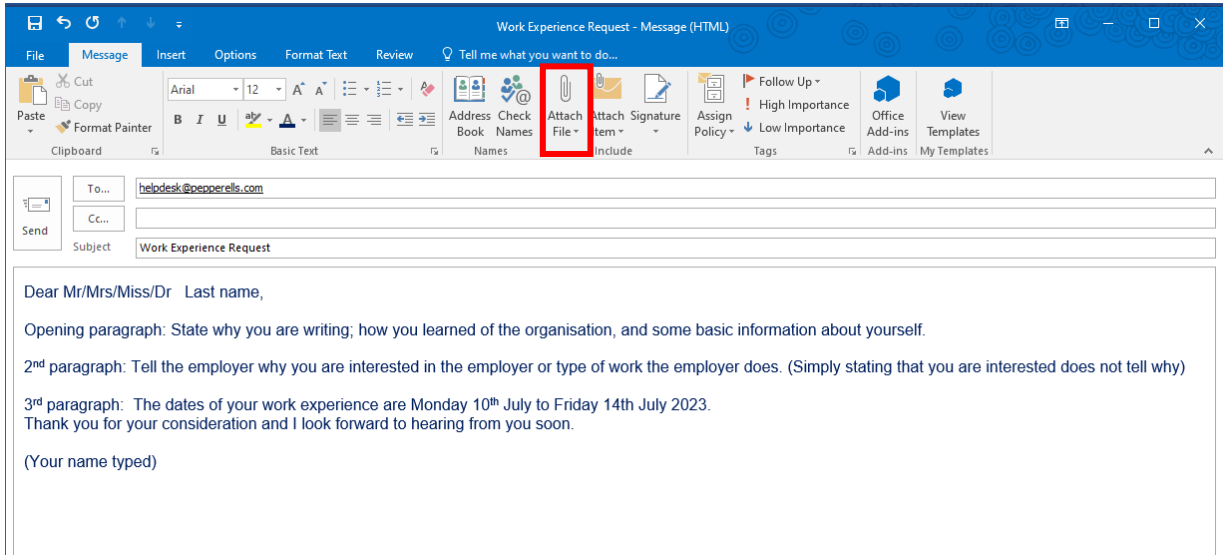 Work Experience Request - Message (HTML)
File Message Insert Options Format Text Review Tell me what you want to do...
Cut
Copy
Paste
Format Painter
Clipboard
Arial 12
B I U
Basic Text
Address Book
Check Names
Names
Attach File
Attach Item
Signature
Include
Assign Policy
Follow Up
High Importance
Low Importance
Tags
Office Add-ins
Add-ins
View Templates
My Templates
Send
To... helpdesk@pepperells.com
Cc...
Subject Work Experience Request
Dear Mr/Mrs/Miss/Dr Last name,
Opening paragraph: State why you are writing; how you learned of the organisation, and some basic information about yourself.
2nd paragraph: Tell the employer why you are interested in the employer or type of work the employer does. (Simply stating that you are interested does not tell why)
3rd paragraph: The dates of your work experience are Monday 10th July to Friday 14th July 2023.
Thank you for your consideration and I look forward to hearing from you soon.
(Your name typed)